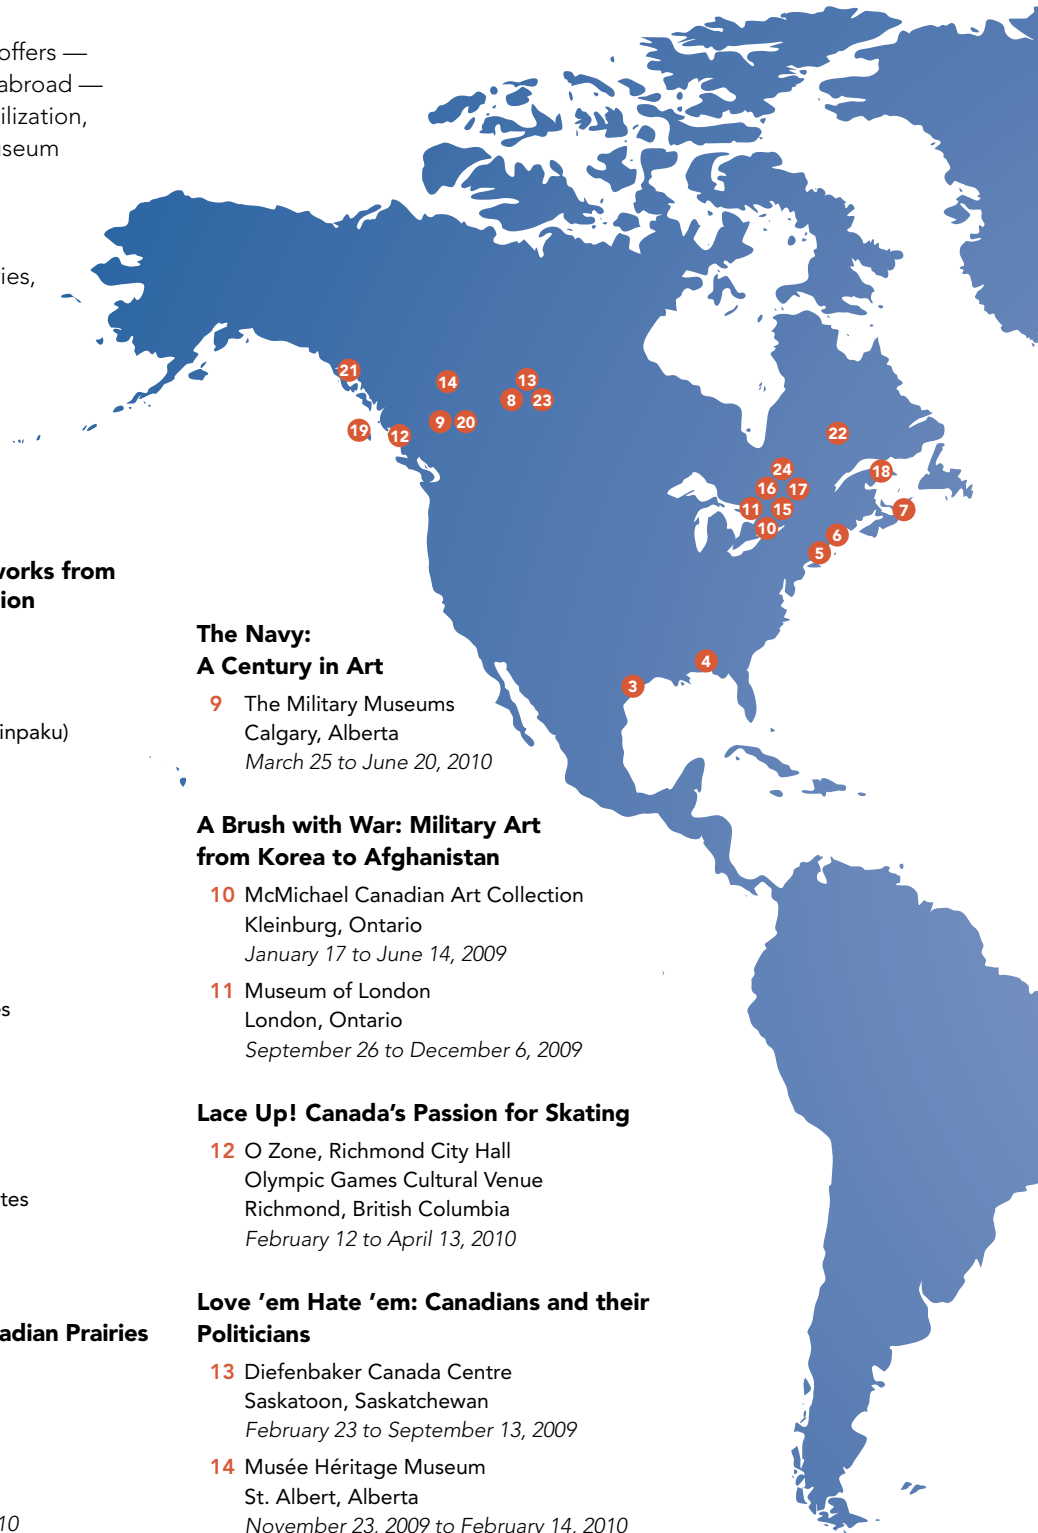 offers —
abroad —
ilization,
useum
ies,
works from
ion
inpaku)
s
tes
adian Prairies
10
The Navy:
A Century in Art
9 The Military Museums
Calgary, Alberta
March 25 to June 20, 2010
A Brush with War: Military Art
from Korea to Afghanistan
10 McMichael Canadian Art Collection
Kleinburg, Ontario
January 17 to June 14, 2009
11 Museum of London
London, Ontario
September 26 to December 6, 2009
Lace Up! Canada’s Passion for Skating
12 O Zone, Richmond City Hall
Olympic Games Cultural Venue
Richmond, British Columbia
February 12 to April 13, 2010
Love ’em Hate ’em: Canadians and their
Politicians
13 Diefenbaker Canada Centre
Saskatoon, Saskatchewan
February 23 to September 13, 2009
14 Musée Héritage Museum
St. Albert, Alberta
November 23, 2009 to February 14, 2010
21
14
13
8
23
9
20
19
12
22
24
18
16
17
11
15
7
10
6
5
4
3